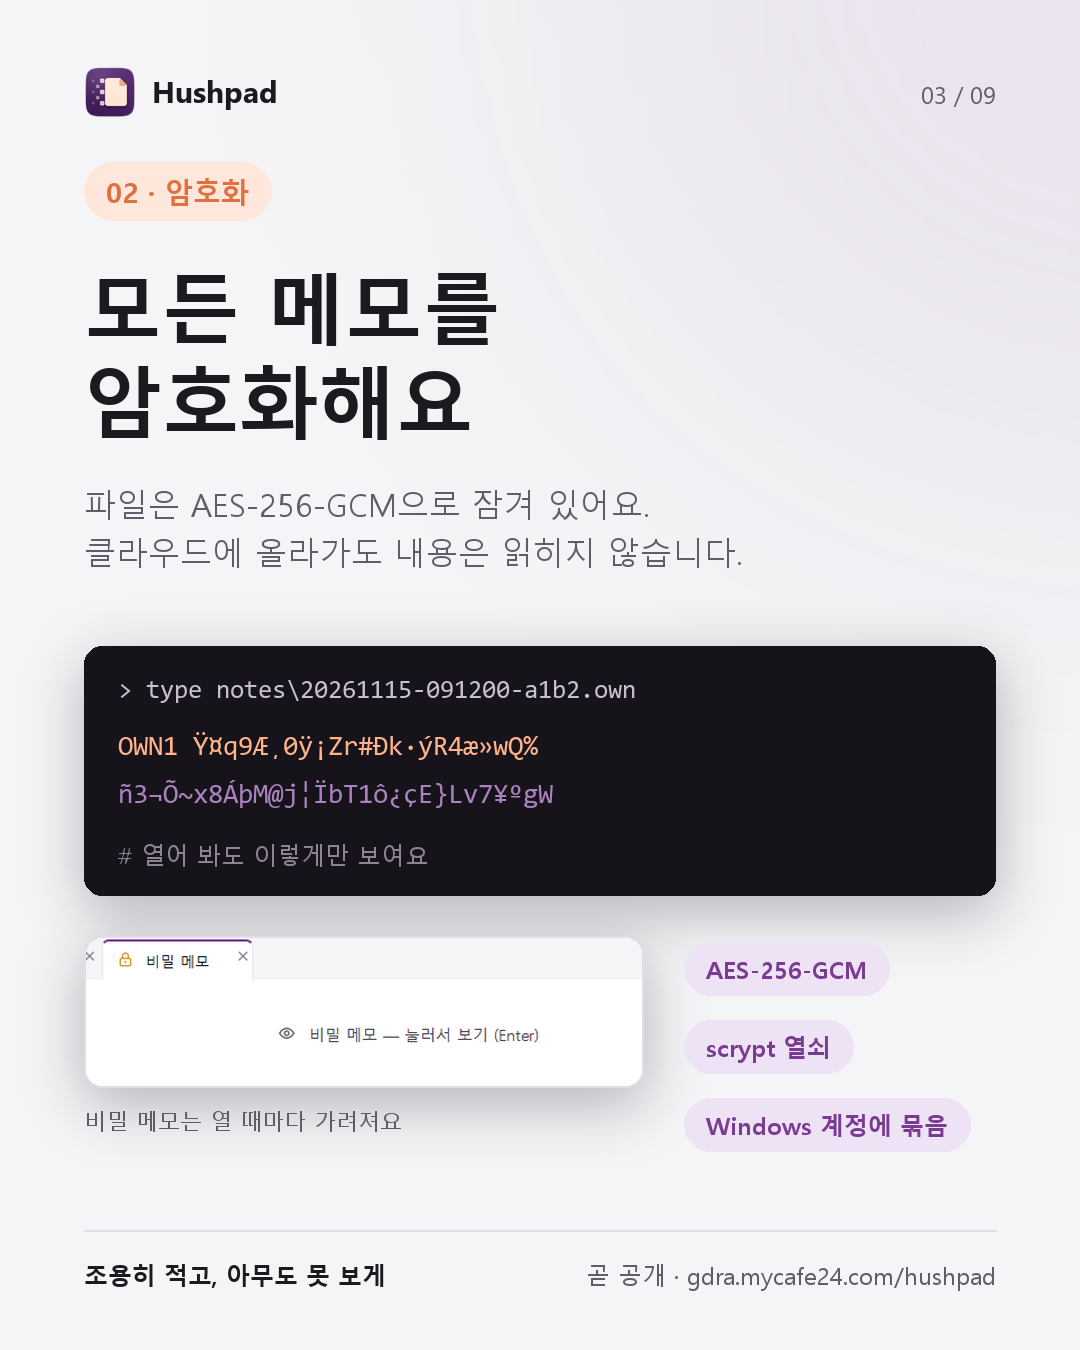 Hushpad
03 / 09
02 · 암호화
모든 메모를
암호화해요
파일은 AES-256-GCM으로 잠겨 있어요.
클라우드에 올라가도 내용은 읽히지 않습니다.
> type notes\20261115-091200-a1b2.own
OWN1 Ÿ¤q9Æ¸0ÿ¡Zr#Ðk·ýR4æ»wQ%
ñ3¬Õ~x8ÁþM@j¦ÏbT1ô¿çE}Lv7¥ºgW
# 열어 봐도 이렇게만 보여요
× 비밀 메모 ×
비밀 메모 — 눌러서 보기 (Enter)
비밀 메모는 열 때마다 가려져요
AES-256-GCM
scrypt 열쇠
Windows 계정에 묶음
조용히 적고, 아무도 못 보게
곧 공개 · gdra.mycafe24.com/hushpad